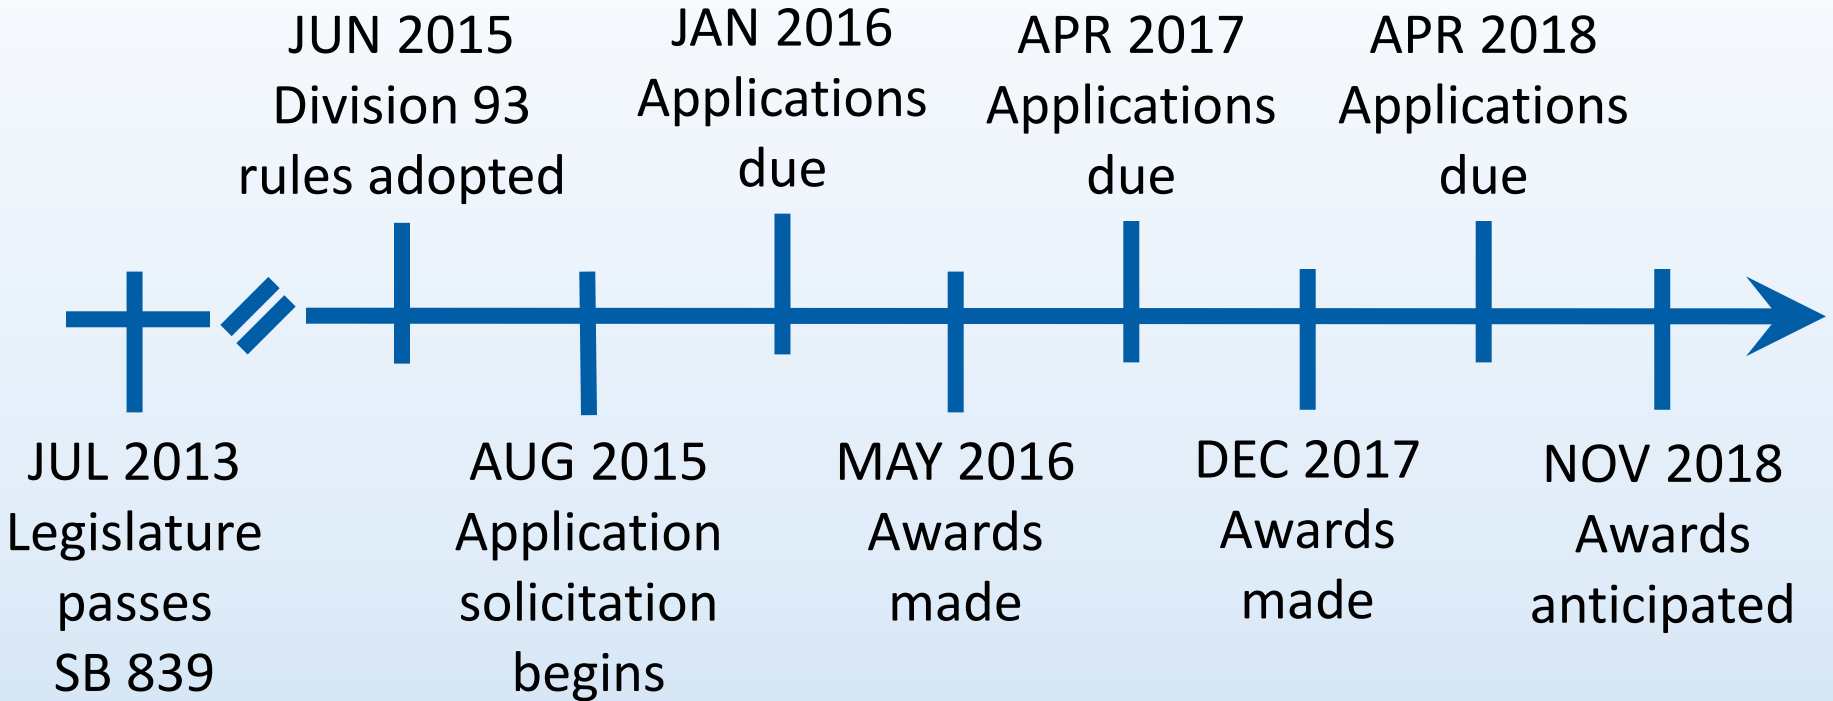 JUN 2015
Division 93
rules adopted
JAN 2016
Applications
due
APR 2017
Applications
due
APR 2018
Applications
due
JUL 2013
Legislature
passes
SB 839
AUG 2015
Application
solicitation
begins
MAY 2016
Awards
made
DEC 2017
Awards
made
NOV 2018
Awards
anticipated